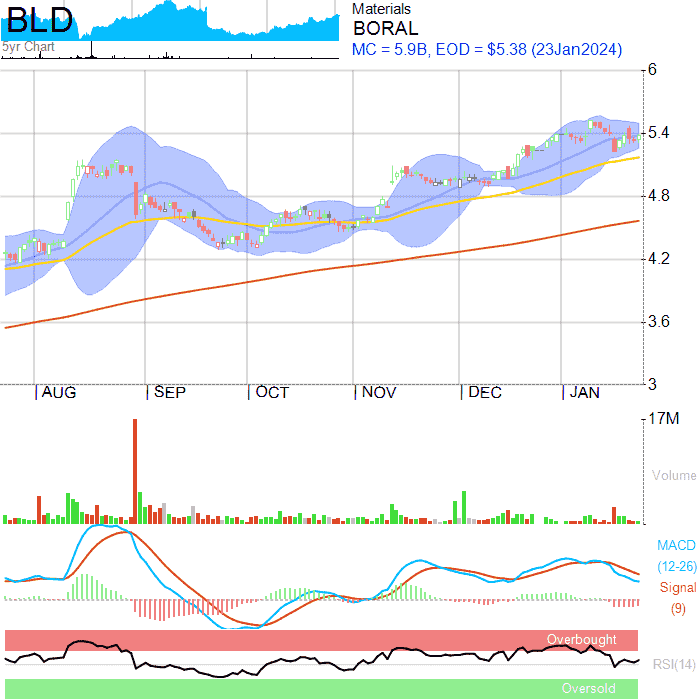 BLD
5yr Chart
Materials
BORAL
MC = 5.9B, EOD = $5.38 (23Jan2024)
6
5.4
4.8
4.2
3.6
3
AUG SEP OCT NOV DEC JAN
17M
Volume
MACD
(12-26)
Signal
(9)
Overbought
RSI(14)
Oversold